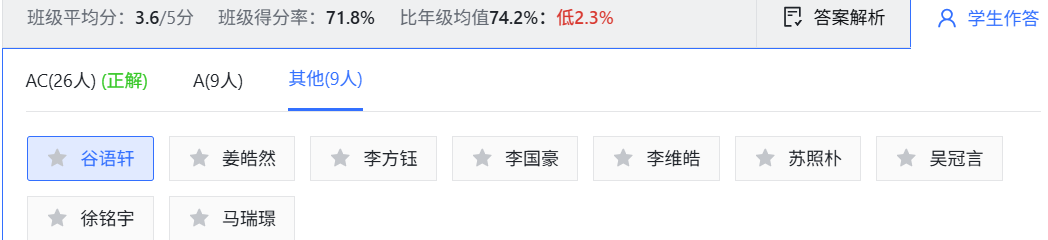 班级平均分：3.6/5分 班级得分率：71.8% 比年级均值74.2%：低2.3% 答案解析 学生作答
AC(26人) (正解) A(9人) 其他(9人)
谷语轩 姜皓然 李方钰 李国豪 李维皓 苏照朴 吴冠言
徐铭宇 马瑞璟